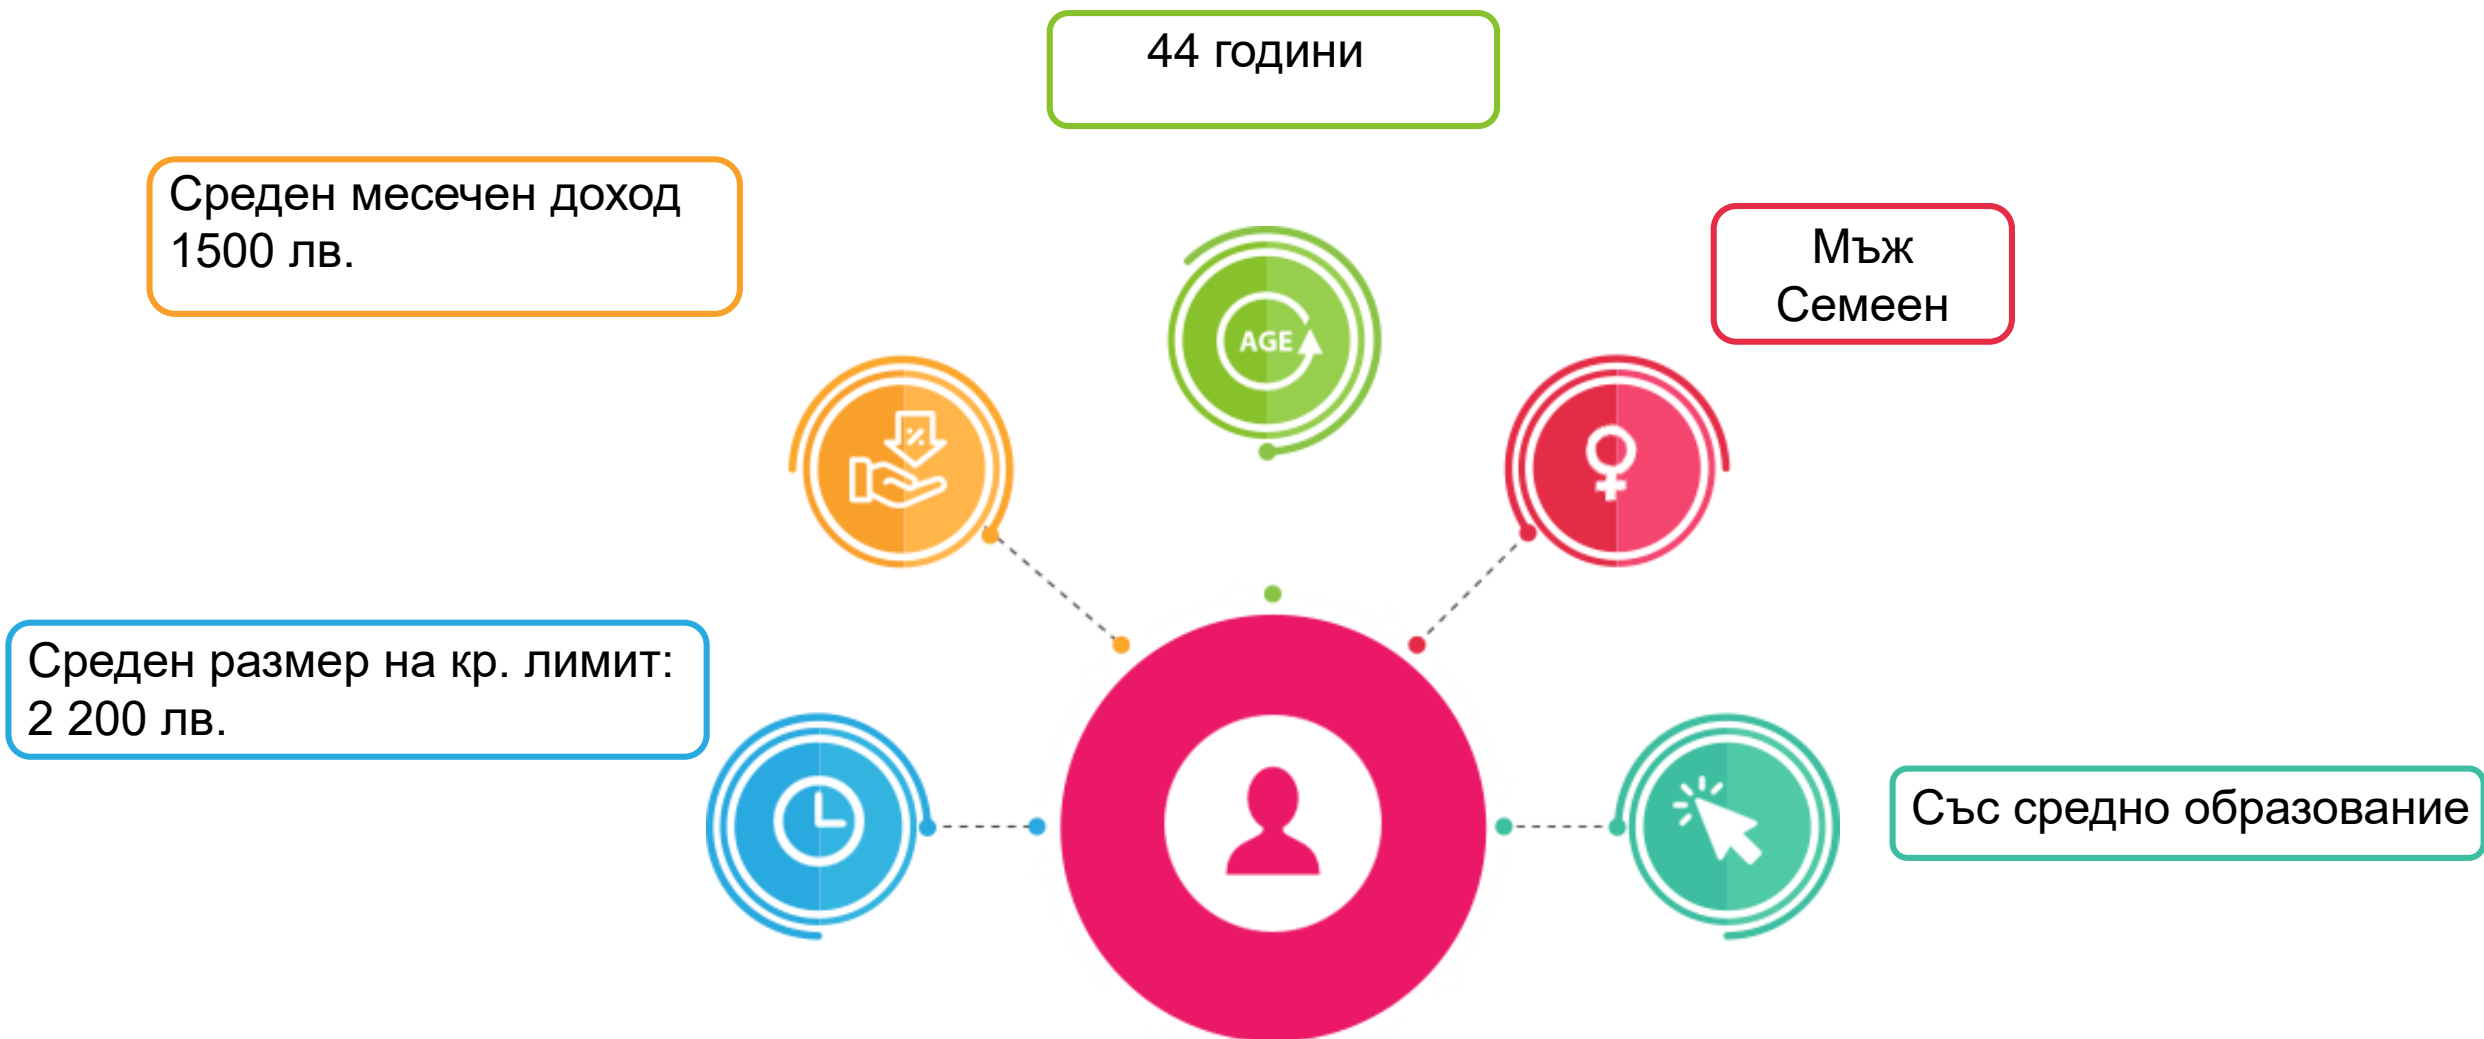 44 години
Среден месечен доход
1500 лв.
Мъж
Семеен
AGE
Среден размер на кр. лимит:
2 200 лв.
Със средно образование